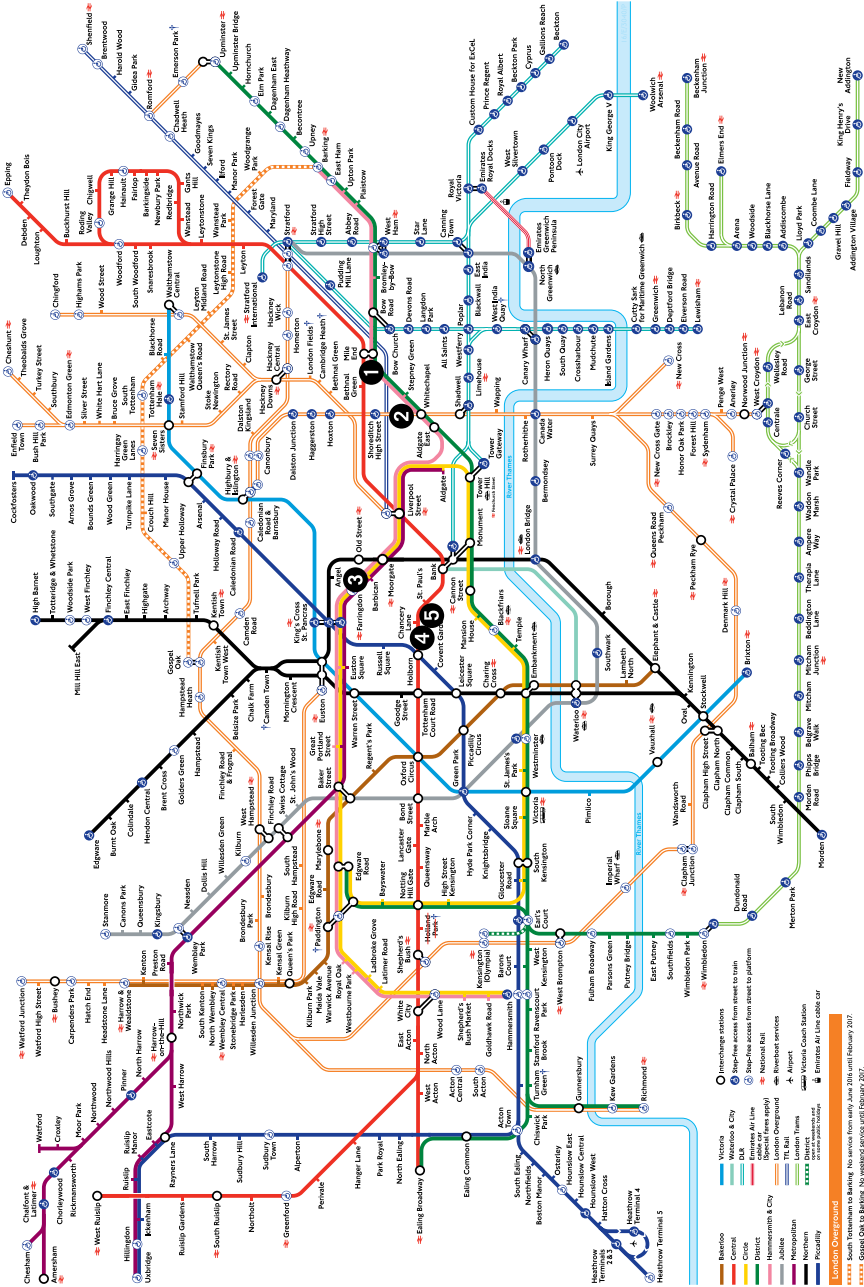 Chesham
Chalfont &
Latimer
Watford
Croxley
Amersham
Chorleywood
Rickmansworth
Moor Park
Northwood
Northwood Hills
Pinner
North Harrow
Harrow-
on-the-Hill
Northwick
Park
Preston
Road
Wembley
Park
West Harrow
Watford Junction
Watford High Street
Bushey
Carpenders Park
Hatch End
Headstone Lane
Harrow &
Wealdstone
Kenton
South Kenton
North Wembley
Wembley Central
Stonebridge Park
Harlesden
Willesden Junction
Kensal Rise
Kensal Green
Queen's Park
Brondesbury
Park
Brondesbury
Kilburn
High Road
South
Hampstead
Kilburn Park
Maida Vale
Warwick Avenue
Paddington
Edgware
Road
Marylebone
Stanmore
Canons Park
Queensbury
Kingsbury
Neasden
Dollis Hill
Willesden Green
Kilburn
West
Hampstead
Finchley Road
Swiss Cottage
St. John's Wood
Finchley Road
& Frognal
Edgware
Burnt Oak
Colindale
Hendon Central
Brent Cross
Golders Green
Hampstead
Belsize Park
Chalk Farm
Camden Town
Mornington
Crescent
Euston
Mill Hill East
High Barnet
Totteridge & Whetstone
Woodside Park
West Finchley
Finchley Central
East Finchley
Highgate
Archway
Tufnell Park
Kentish
Town
Gospel
Oak
Kentish
Town West
Hampstead
Heath
Camden
Road
Cockfosters
Oakwood
Southgate
Arnos Grove
Bounds Green
Wood Green
Turnpike Lane
Manor House
Finsbury
Park
Arsenal
Holloway Road
Caledonian Road
King's Cross
St. Pancras
Crouch Hill
Upper Holloway
Harringay
Green Lanes
Highbury &
Islington
Canonbury
Caledonian
Road &
Barnsbury
Enfield
Town
Bush Hill
Park
Cheshunt
Theobalds Grove
Turkey Street
Southbury
Edmonton Green
Silver Street
White Hart Lane
Bruce Grove
South
Tottenham
Tottenham
Hale
Seven
Sisters
Stamford Hill
Stoke
Newington
Rectory
Road
Dalston
Kingsland
Hackney
Downs
Hackney
Central
Dalston Junction
Haggerston
Hoxton
Shoreditch
High Street
Chingford
Highams Park
Wood Street
Walthamstow
Central
Blackhorse
Road
Walthamstow
Queen's Road
St. James
Street
Clapton
Leyton
Midland Road
Leytonstone
High Road
Wanstead
Park
Woodgrange
Park
London Fields
Cambridge Heath
Bethnal Green
Bethnal
Green
Hackney
Wick
Homerton
Epping
Theydon Bois
Debden
Loughton
Buckhurst Hill
Roding
Valley
Chigwell
Grange Hill
Hainault
Fairlop
Barkingside
Newbury Park
Gants
Hill
Redbridge
Wanstead
Woodford
South Woodford
Snaresbrook
Leytonstone
Leyton
Stratford
International
Stratford
Stratford
High Street
Pudding
Mill Lane
Abbey
Road
Shenfield
Brentwood
Harold Wood
Gidea Park
Romford
Emerson Park
Chadwell
Heath
Goodmayes
Seven Kings
Ilford
Manor Park
Forest
Gate
Maryland
Upminster
Upminster Bridge
Hornchurch
Elm Park
Dagenham East
Dagenham Heathway
Becontree
Upney
Barking
East Ham
Upton Park
Plaistow
West
Ham
Bromley-
by-Bow
Bow
Road
Bow Church
Mile
End
1
Stepney Green
Whitechapel
2
Aldgate
East
Aldgate
Liverpool
Street
Old Street
Moorgate
Angel
3
Farringdon
Barbican
Euston
Square
Great
Portland
Street
Baker
Street
Edgware
Road
Regent's Park
Warren Street
Goodge
Street
Russell
Square
Chancery
Lane
St. Paul's
Bank
4
5
Covent Garden
Holborn
Tottenham
Court Road
Oxford
Circus
Bond
Street
Marble
Arch
Lancaster
Gate
Queensway
Notting
Hill Gate
Bayswater
Holland
Park
Shepherd's
Bush
High Street
Kensington
Royal Oak
Westbourne Park
Ladbroke Grove
Latimer Road
White
City
Wood Lane
Shepherd's
Bush Market
Goldhawk Road
Hammersmith
East
Acton
North
Acton
West
Acton
Ealing Broadway
West Ruislip
Ruislip Gardens
South Ruislip
Northolt
Greenford
Perivale
Hanger Lane
Hillingdon
Uxbridge
Ickenham
Ruislip
Ruislip
Manor
Eastcote
Rayners Lane
South
Harrow
Sudbury Hill
Sudbury
Town
Alperton
Park Royal
North Ealing
Ealing Common
Acton
Town
Acton
Central
South
Acton
South Ealing
Northfields
Boston Manor
Osterley
Hounslow East
Hounslow Central
Hounslow West
Hatton Cross
Heathrow
Terminals
2 & 3
Heathrow
Terminal 4
Heathrow Terminal 5
Chiswick
Park
Turnham
Green
Stamford
Brook
Ravenscourt
Park
Gunnersbury
Kew Gardens
Richmond
Kensington
(Olympia)
Barons
Court
West
Kensington
Earl's
Court
West Brompton
Fulham Broadway
Parsons Green
Putney Bridge
East Putney
Southfields
Wimbledon Park
Wimbledon
Gloucester
Road
South
Kensington
Knightsbridge
Hyde Park Corner
Green Park
Piccadilly
Circus
Leicester
Square
Charing
Cross
Sloane
Square
Victoria
St. James's
Park
Westminster
Embankment
Temple
Blackfriars
Mansion
House
Cannon
Street
Monument
Tower
Hill
Fenchurch Street
Tower
Gateway
Pimlico
Vauxhall
Waterloo
Lambeth
North
Southwark
London Bridge
Bermondsey
Borough
Elephant & Castle
Kennington
Oval
Stockwell
Brixton
Clapham High Street
Clapham North
Clapham Common
Clapham South
Balham
Tooting Bec
Tooting Broadway
Colliers Wood
South
Wimbledon
Morden
Imperial
Wharf
Clapham
Junction
Wandsworth
Road
Denmark Hill
Peckham Rye
Queens Road
Peckham
River Thames
River Thames
Shadwell
Wapping
Rotherhithe
Canada
Water
Surrey Quays
New Cross
New Cross Gate
Brockley
Honor Oak Park
Forest Hill
Sydenham
Crystal Palace
Penge West
Anerley
Norwood Junction
West Croydon
Limehouse
Westferry
Poplar
All Saints
Langdon
Park
Devons Road
West India
Quay
Blackwall
East
India
Canning
Town
Star
Lane
Canary Wharf
Heron Quays
South Quay
Crossharbour
Mudchute
Island Gardens
Cutty Sark
for Maritime Greenwich
Greenwich
Deptford Bridge
Elverson Road
Lewisham
North
Greenwich
Emirates
Greenwich
Peninsula
Emirates
Royal Docks
Royal
Victoria
Custom House for ExCeL
Prince Regent
Royal Albert
Beckton Park
Cyprus
Gallions Reach
Beckton
West
Silvertown
Pontoon
Dock
London City
Airport
King George V
Woolwich
Arsenal
Merton Park
Dundonald
Road
Morden
Road
Phipps
Bridge
Belgrave
Walk
Mitcham
Mitcham
Junction
Beddington Lane
Therapia
Lane
Ampere
Way
Waddon
Marsh
Wandle
Park
Reeves Corner
Centrale
Church
Street
George
Street
Wellesley
Road
East
Croydon
Lebanon
Road
Sandilands
Lloyd Park
Coombe Lane
Gravel Hill
Addington Village
Fieldway
King Henry's
Drive
New
Addington
Addiscombe
Blackhorse Lane
Woodside
Arena
Harrington Road
Elmers End
Birkbeck
Avenue Road
Beckenham Road
Beckenham
Junction
Bakerloo
Central
Circle
District
Hammersmith & City
Jubilee
Metropolitan
Northern
Piccadilly
Victoria
Waterloo & City
DLR
Emirates Air Line
cable car
(special fares apply)
London Overground
TfL Rail
London Trams
District
open at weekends and
on some public holidays
Interchange stations
Step-free access from street to train
Step-free access from street to platform
National Rail
Riverboat services
Airport
Victoria Coach Station
Emirates Air Line cable car
London Overground
South Tottenham to Barking No service from early June 2016 until February 2017.
Gospel Oak to Barking No weekend service until February 2017.